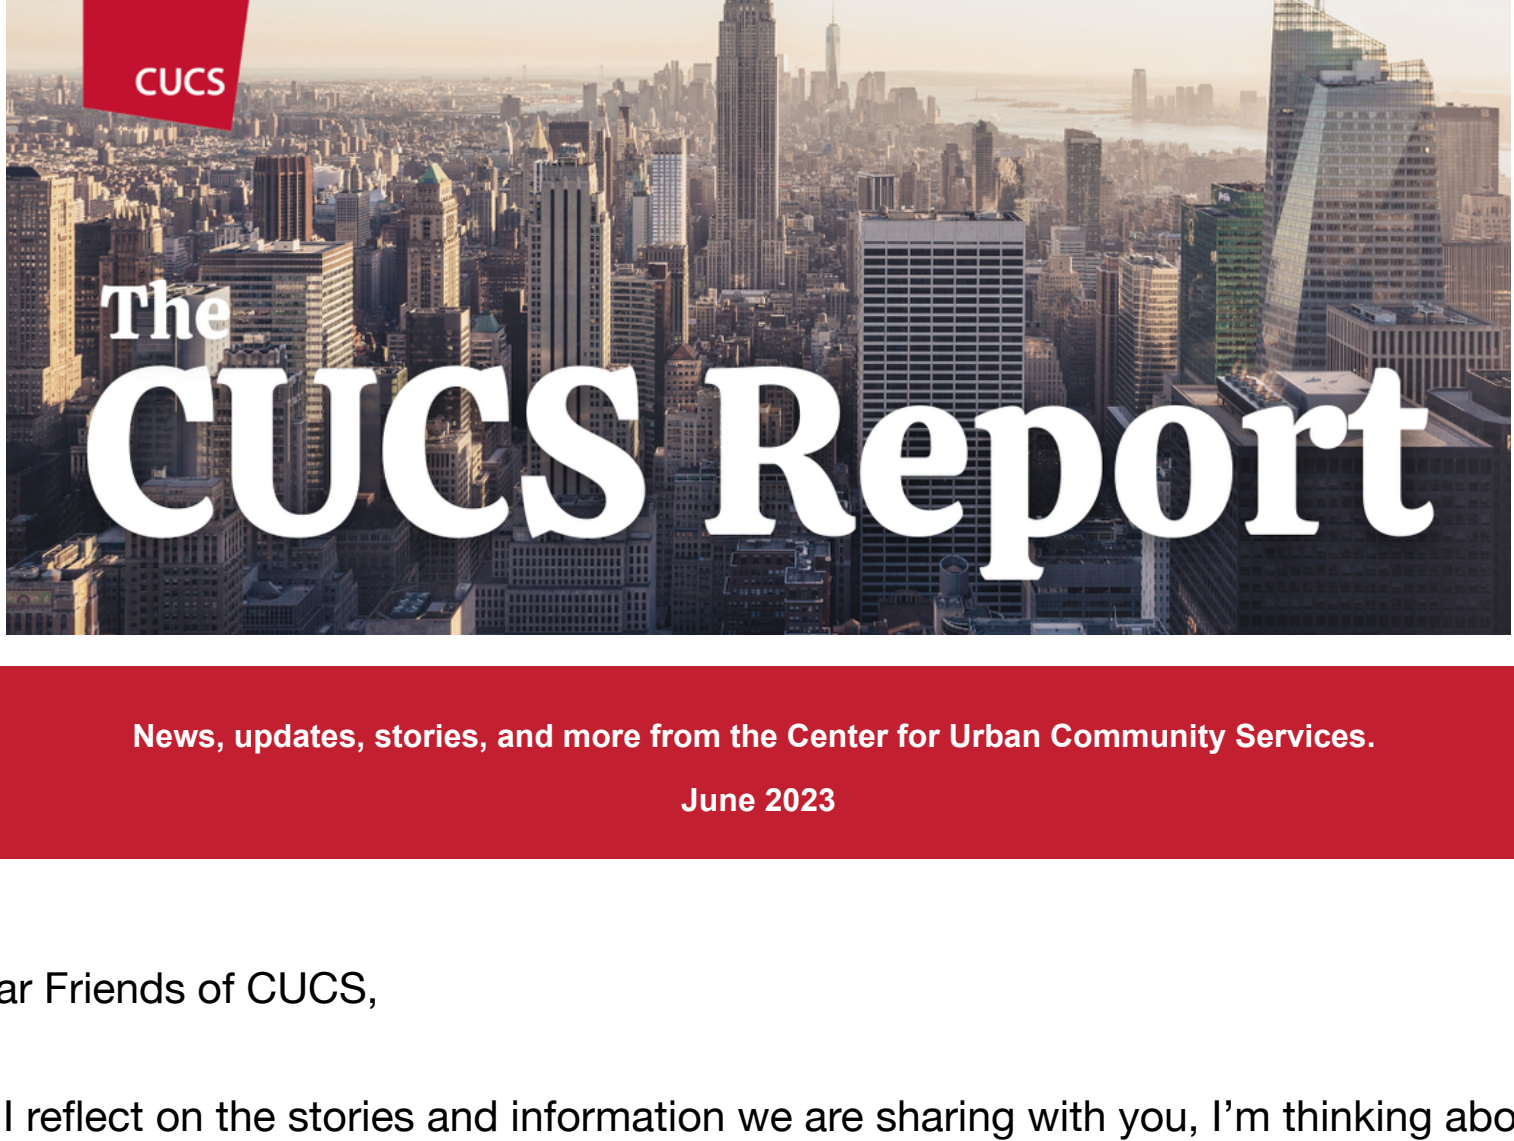 CUCS
The
CUCS Report
News, updates, stories, and more from the Center for Urban Community Services.
June 2023
ar Friends of CUCS,
I reflect on the stories and information we are sharing with you, I’m thinking abo